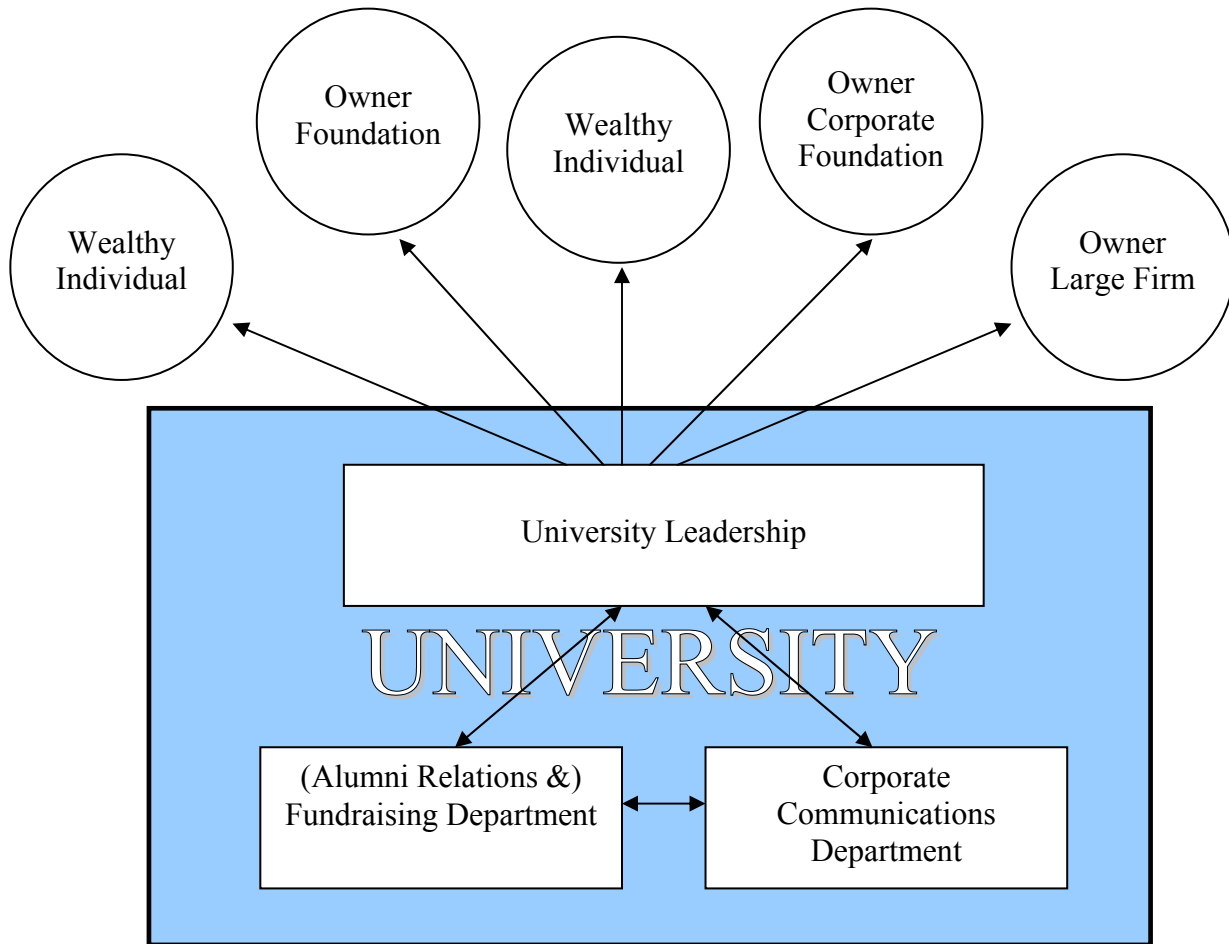 Owner
Foundation
Wealthy
Individual
Owner
Corporate
Foundation
Wealthy
Individual
Owner
Large Firm
University Leadership
UNIVERSITY
(Alumni Relations &)
Fundraising Department
Corporate
Communications
Department